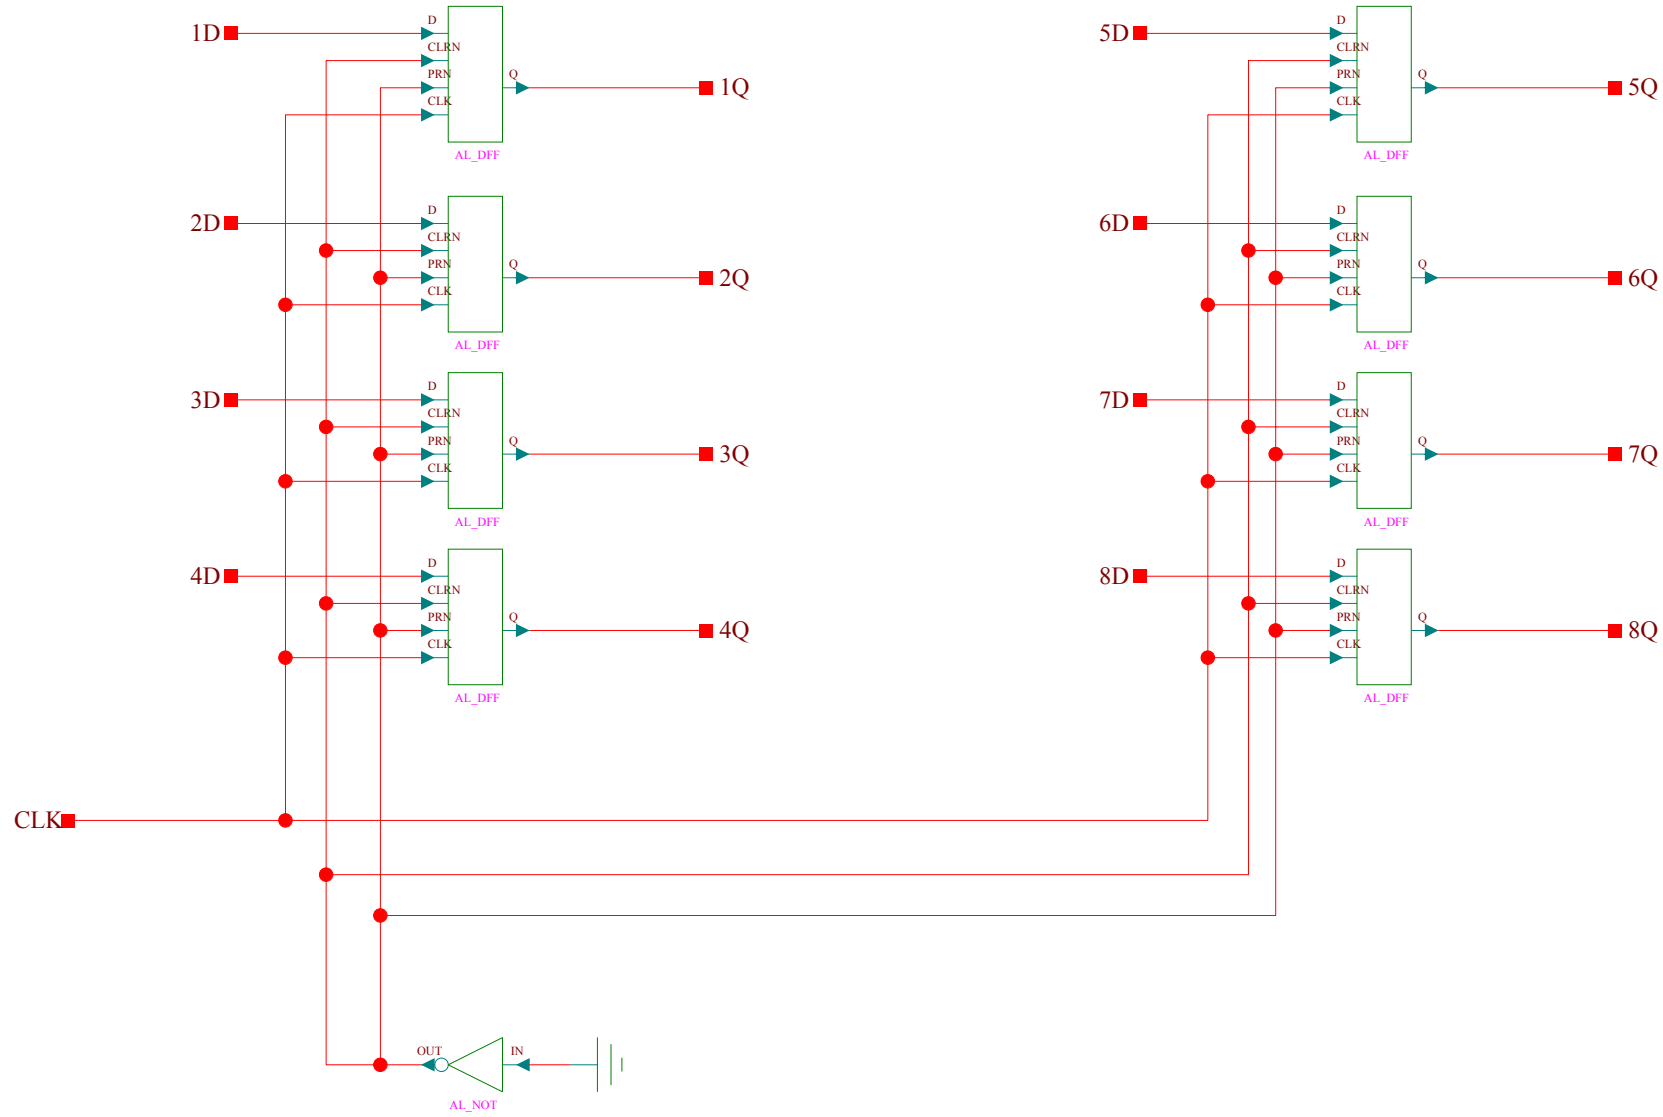 1D
D
CLRN
PRN
CLK
Q
1Q
AL_DFF
2D
D
CLRN
PRN
CLK
Q
2Q
AL_DFF
3D
D
CLRN
PRN
CLK
Q
3Q
AL_DFF
4D
D
CLRN
PRN
CLK
Q
4Q
AL_DFF
5D
D
CLRN
PRN
CLK
Q
5Q
AL_DFF
6D
D
CLRN
PRN
CLK
Q
6Q
AL_DFF
7D
D
CLRN
PRN
CLK
Q
7Q
AL_DFF
8D
D
CLRN
PRN
CLK
Q
8Q
AL_DFF
CLK
OUT
IN
AL_NOT